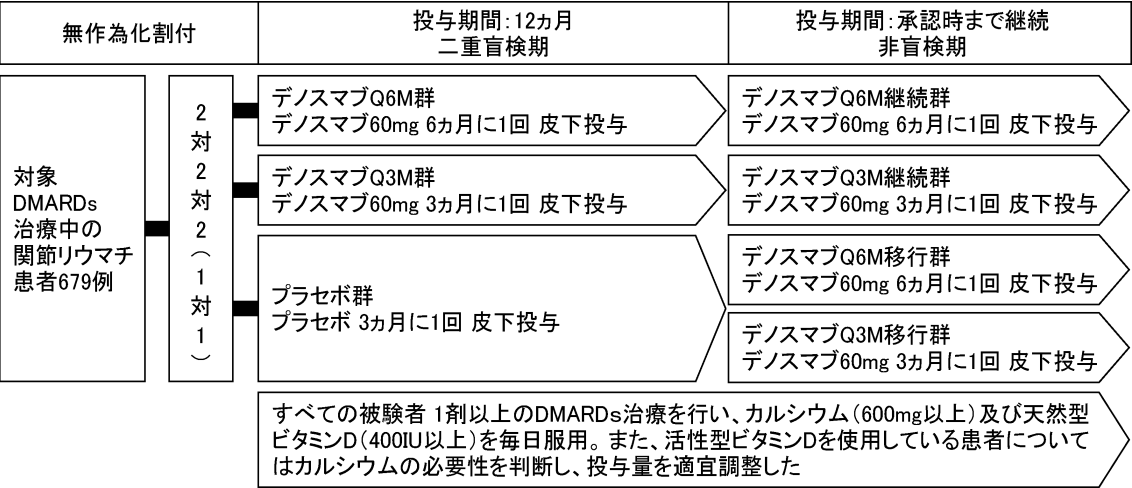 無作為化割付
投与期間：12ヵ月
二重盲検期
投与期間：承認時まで継続
非盲検期
対象
DMARDs
治療中の
関節リウマチ
患者679例
2対2対2（1対1）
デノスマブQ6M群
デノスマブ60mg 6ヵ月に1回 皮下投与
デノスマブQ6M継続群
デノスマブ60mg 6ヵ月に1回 皮下投与
デノスマブQ3M群
デノスマブ60mg 3ヵ月に1回 皮下投与
デノスマブQ3M継続群
デノスマブ60mg 3ヵ月に1回 皮下投与
プラセボ群
プラセボ 3ヵ月に1回 皮下投与
デノスマブQ6M移行群
デノスマブ60mg 6ヵ月に1回 皮下投与
デノスマブQ3M移行群
デノスマブ60mg 3ヵ月に1回 皮下投与
すべての被験者 1剤以上のDMARDs治療を行い、カルシウム（600mg以上）及び天然型
ビタミンD（400IU以上）を毎日服用。また、活性型ビタミンDを使用している患者について
はカルシウムの必要性を判断し、投与量を適宜調整した